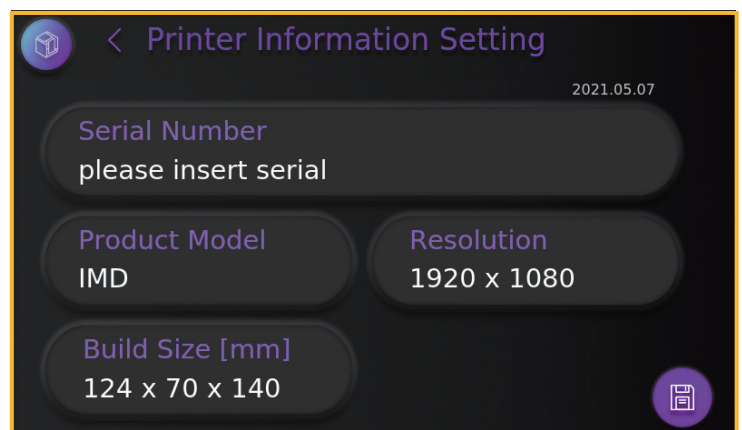 Printer Information Setting
2021.05.07
Serial Number
please insert serial
Product Model
IMD
Resolution
1920 x 1080
Build Size [mm]
124 x 70 x 140